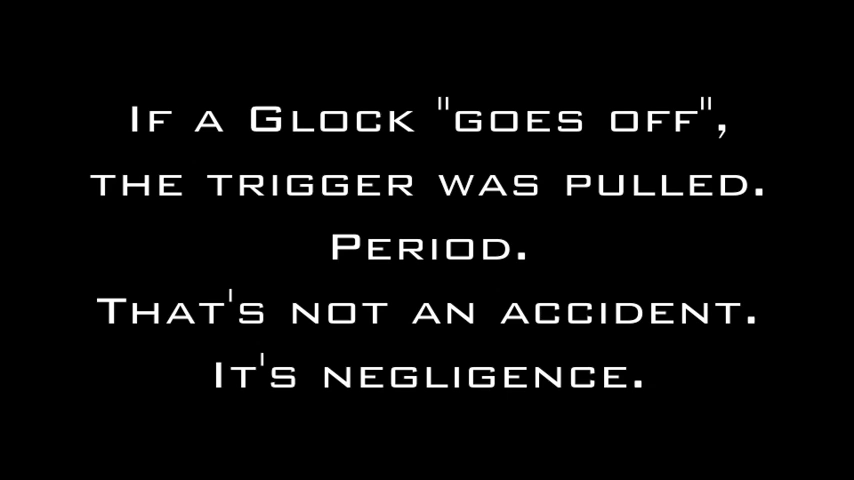 If a Glock "goes off",
the trigger was pulled.
Period.
That's not an accident.
It's negligence.